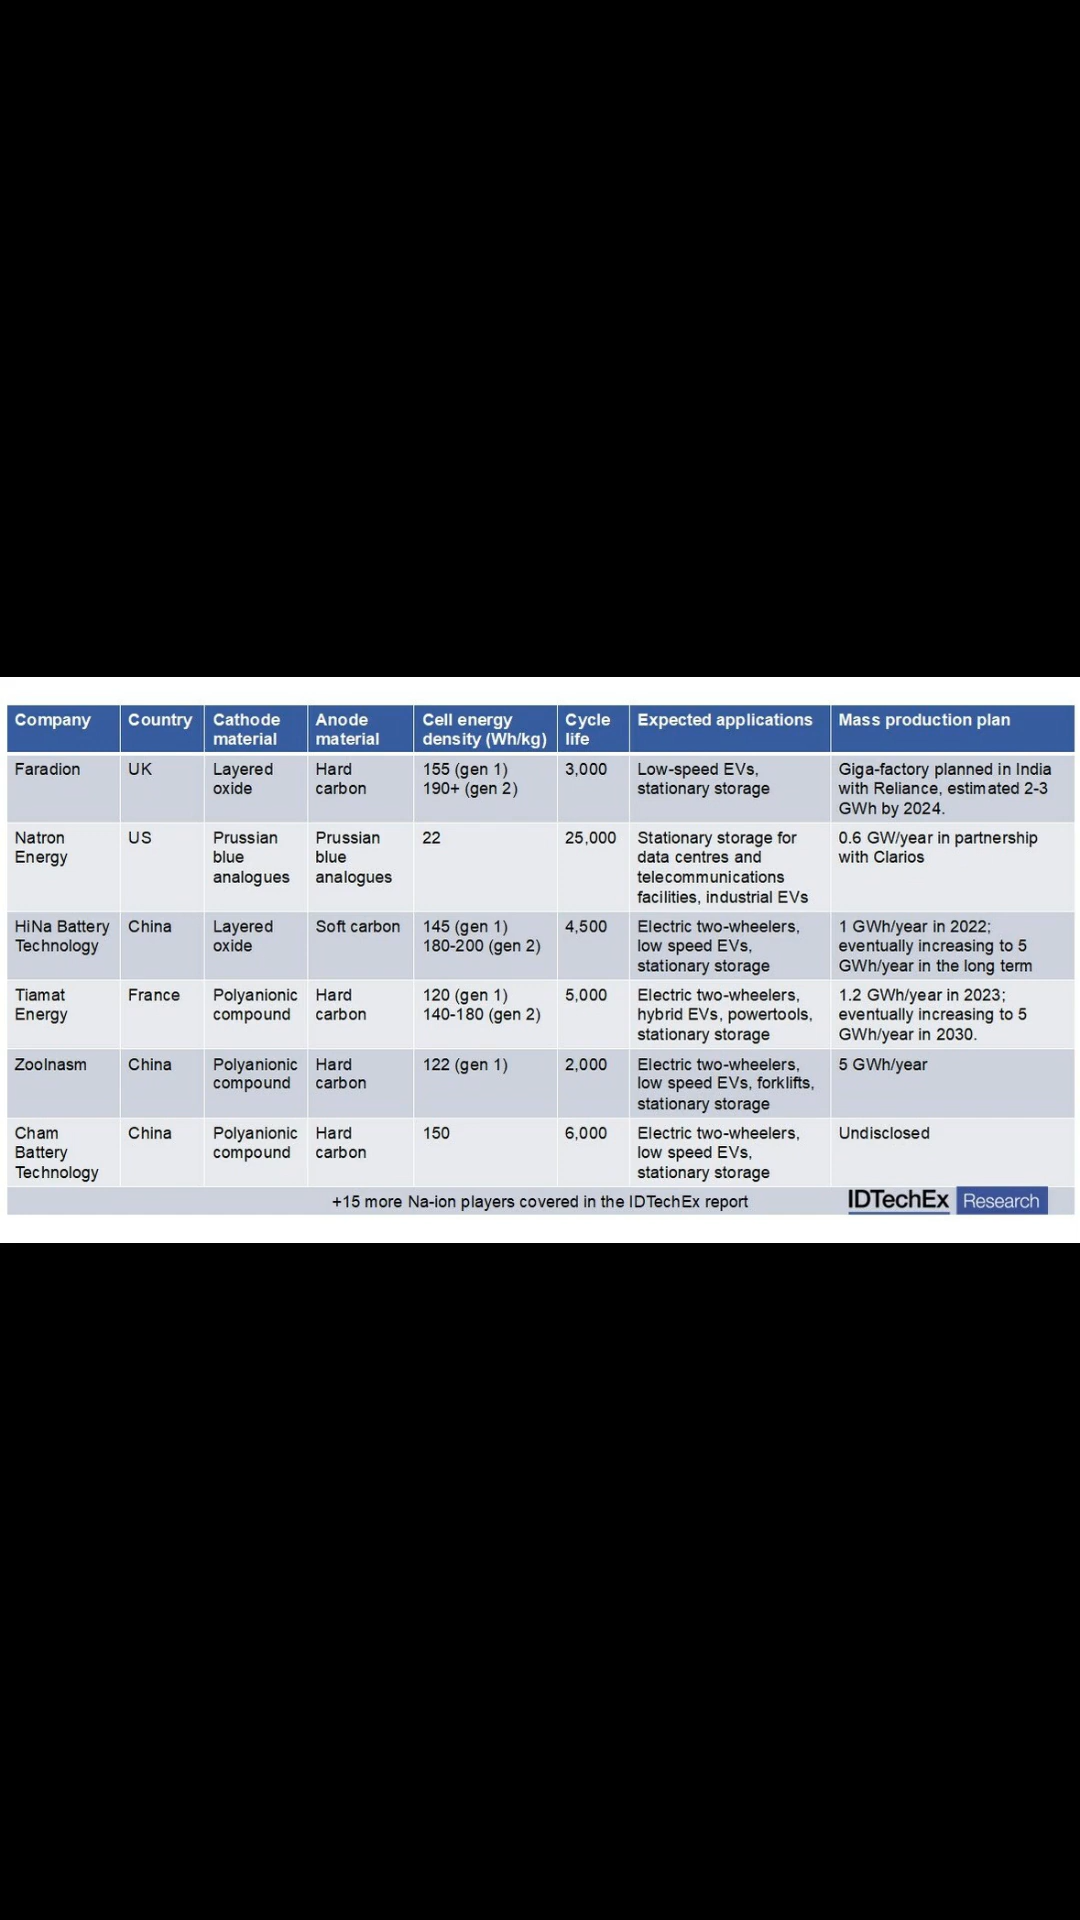 Company Country Cathode material Anode material Cell energy density (Wh/kg) Cycle life Expected applications Mass production plan
Faradion UK Layered oxide Hard carbon 155 (gen 1) 190+ (gen 2) 3,000 Low-speed EVs, stationary storage Giga-factory planned in India with Reliance, estimated 2-3 GWh by 2024.
Natron Energy US Prussian blue analogues Prussian blue analogues 22 25,000 Stationary storage for data centres and telecommunications facilities, industrial EVs 0.6 GW/year in partnership with Clarios
HiNa Battery Technology China Layered oxide Soft carbon 145 (gen 1) 180-200 (gen 2) 4,500 Electric two-wheelers, low speed EVs, stationary storage 1 GWh/year in 2022; eventually increasing to 5 GWh/year in the long term
Tiamat Energy France Polyanionic compound Hard carbon 120 (gen 1) 140-180 (gen 2) 5,000 Electric two-wheelers, hybrid EVs, powertools, stationary storage 1.2 GWh/year in 2023; eventually increasing to 5 GWh/year in 2030.
Zoolnasm China Polyanionic compound Hard carbon 122 (gen 1) 2,000 Electric two-wheelers, low speed EVs, forklifts, stationary storage 5 GWh/year
Cham Battery Technology China Polyanionic compound Hard carbon 150 6,000 Electric two-wheelers, low speed EVs, stationary storage Undisclosed
+15 more Na-ion players covered in the IDTechEx report IDTechEx Research